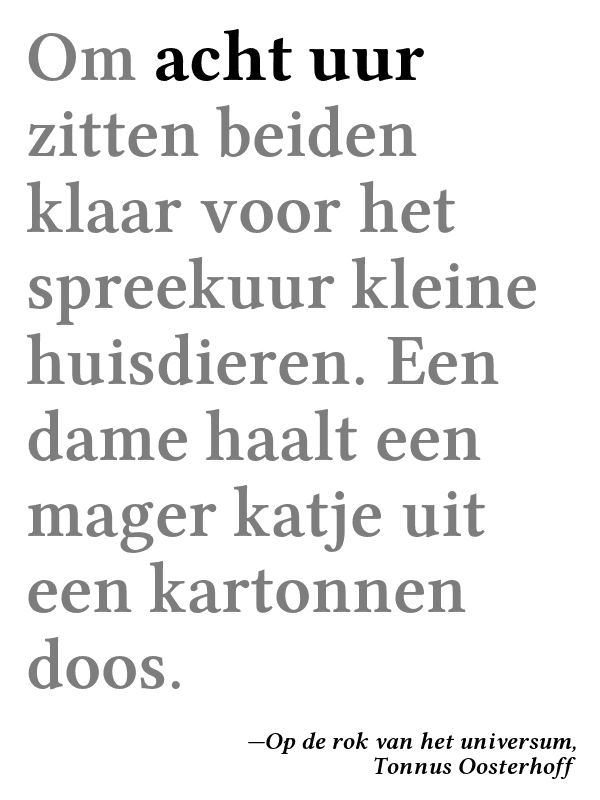 Om acht uur
zitten beiden
klaar voor het
spreekuur kleine
huisdieren. Een
dame haalt een
mager katje uit
een kartonnen
doos.
—Op de rok van het universum,
Tonnus Oosterhoff